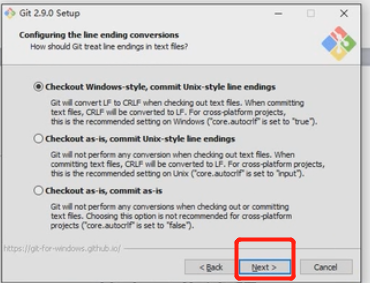 Git 2.9.0 Setup
Configuring the line ending conversions
How should Git treat line endings in text files?
Checkout Windows-style, commit Unix-style line endings
Git will convert LF to CRLF when checking out text files. When committing
text files, CRLF will be converted to LF. For cross-platform projects,
this is the recommended setting on Windows ("core.autocrlf" is set to "true").
Checkout as-is, commit Unix-style line endings
Git will not perform any conversion when checking out text files. When
committing text files, CRLF will be converted to LF. For cross-platform projects,
this is the recommended setting on Unix ("core.autocrlf" is set to "input").
Checkout as-is, commit as-is
Git will not perform any conversions when checking out or committing
text files. Choosing this option is not recommended for cross-platform
projects ("core.autocrlf" is set to "false").
https://git-for-windows.github.io/
< Back
Next >
Cancel